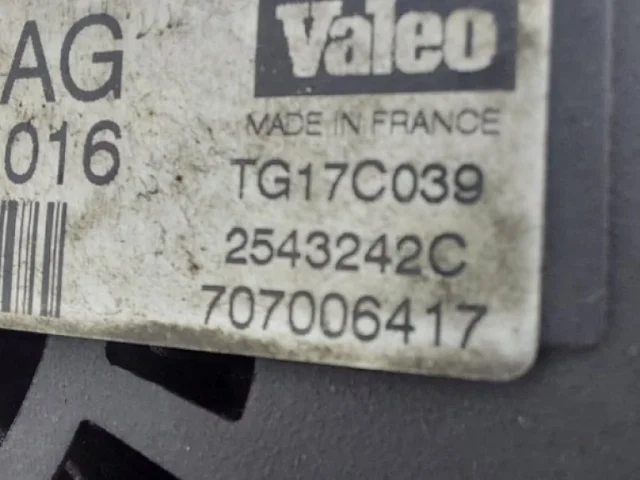 AG
016
Valeo
MADE IN FRANCE
TG17C039
2543242C
707006417